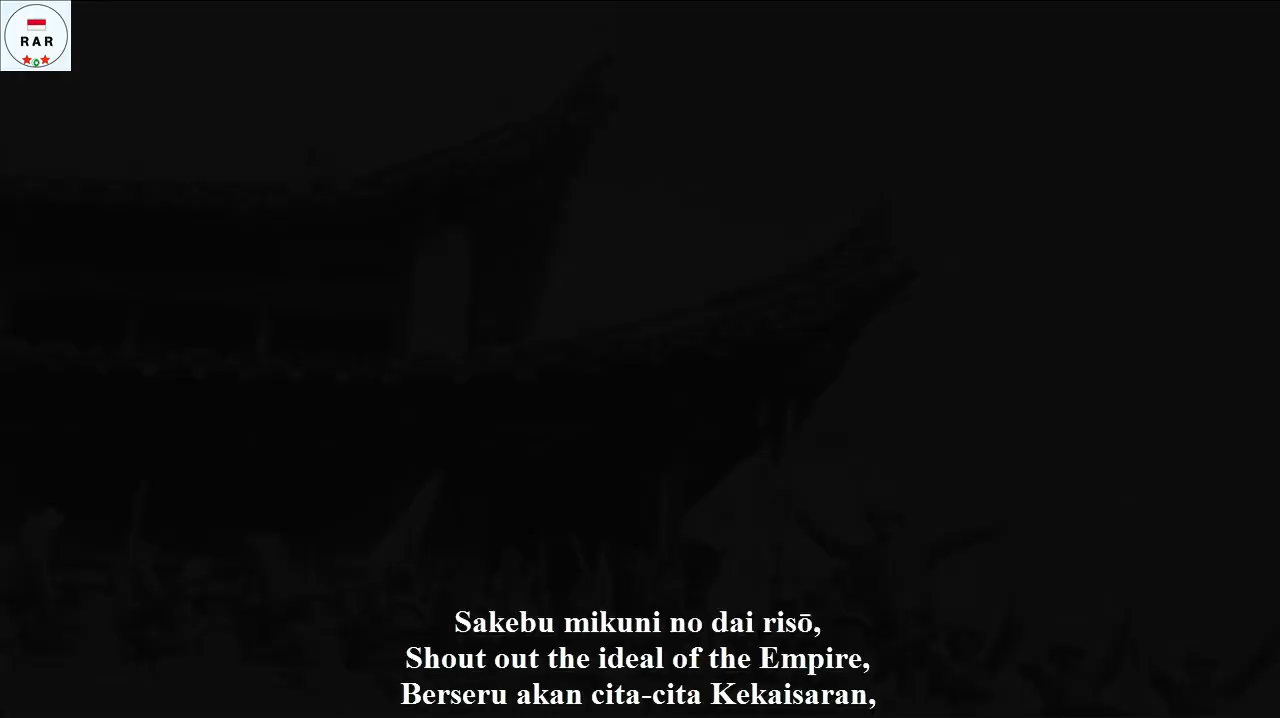 RAR
Sakebu mikuni no dai risō,
Shout out the ideal of the Empire,
Berseru akan cita-cita Kekaisaran,